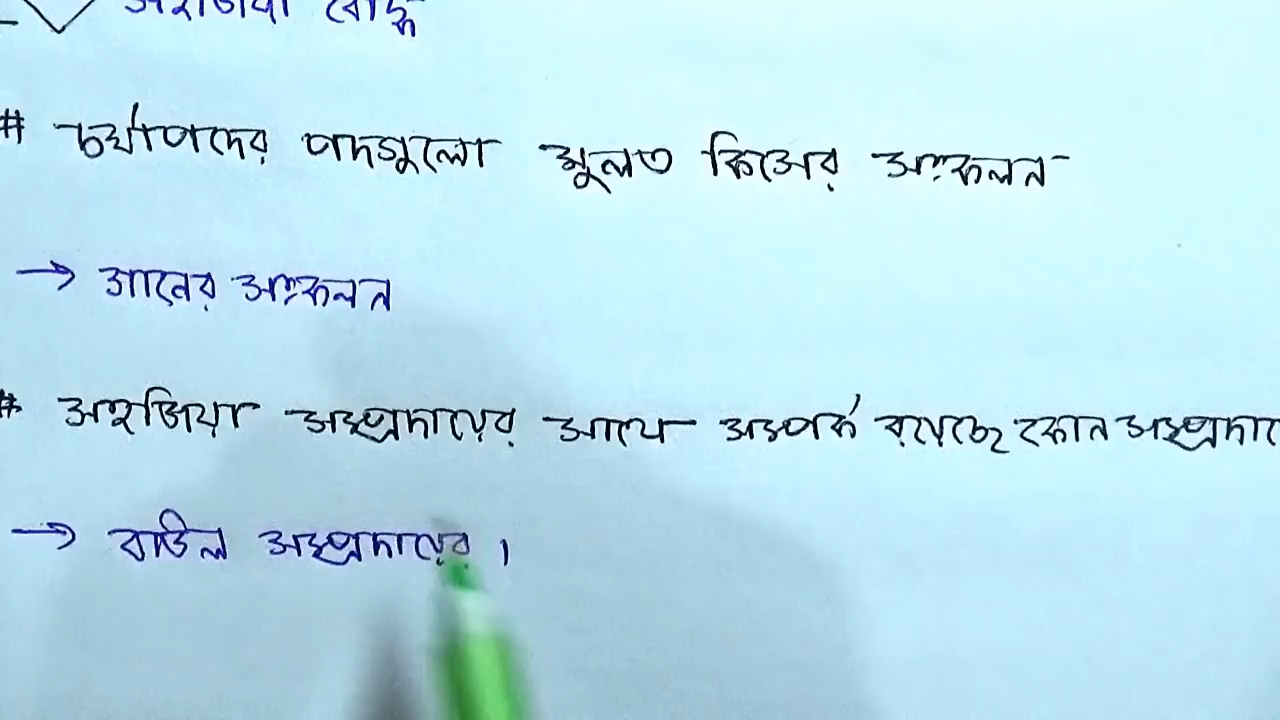 সহজিয়া বৌদ্ধ
# চর্যাপদের পদগুলো মূলত কিসের সংকলন
→ গানের সংকলন
# সহজিয়া সম্প্রদায়ের সাথে সম্পর্ক রয়েছে কোন সম্প্রদা
→ বাউল সম্প্রদায়ের।